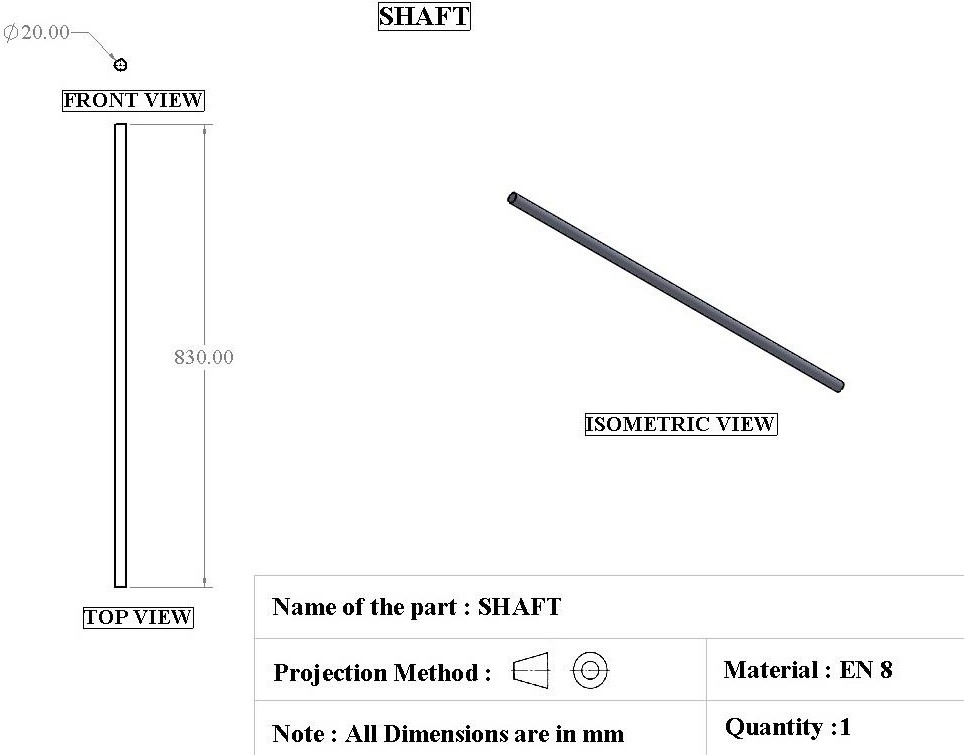 SHAFT
⌀20.00
FRONT VIEW
830.00
ISOMETRIC VIEW
TOP VIEW
Name of the part : SHAFT
Projection Method :
Material : EN 8
Note : All Dimensions are in mm
Quantity :1